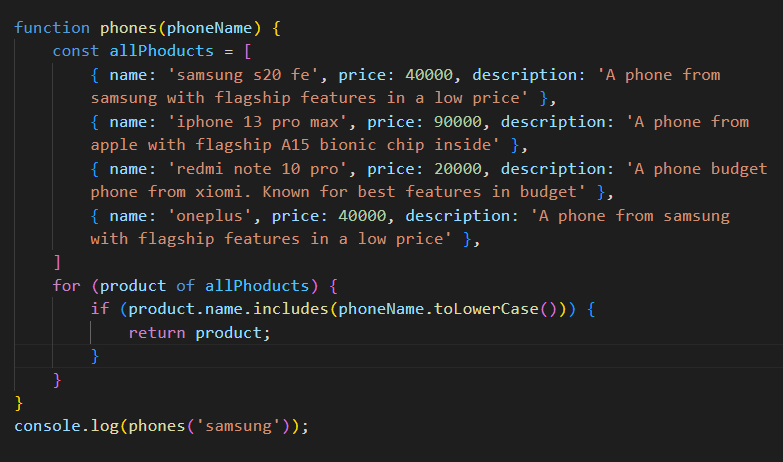 function phones(phoneName) {
    const allPhoducts = [
        { name: 'samsung s20 fe', price: 40000, description: 'A phone from
        samsung with flagship features in a low price' },
        { name: 'iphone 13 pro max', price: 90000, description: 'A phone from
        apple with flagship A15 bionic chip inside' },
        { name: 'redmi note 10 pro', price: 20000, description: 'A phone budget
        phone from xiomi. Known for best features in budget' },
        { name: 'oneplus', price: 40000, description: 'A phone from samsung
        with flagship features in a low price' },
    ]
    for (product of allPhoducts) {
        if (product.name.includes(phoneName.toLowerCase())) {
            return product;
        }
    }
}
console.log(phones('samsung'));